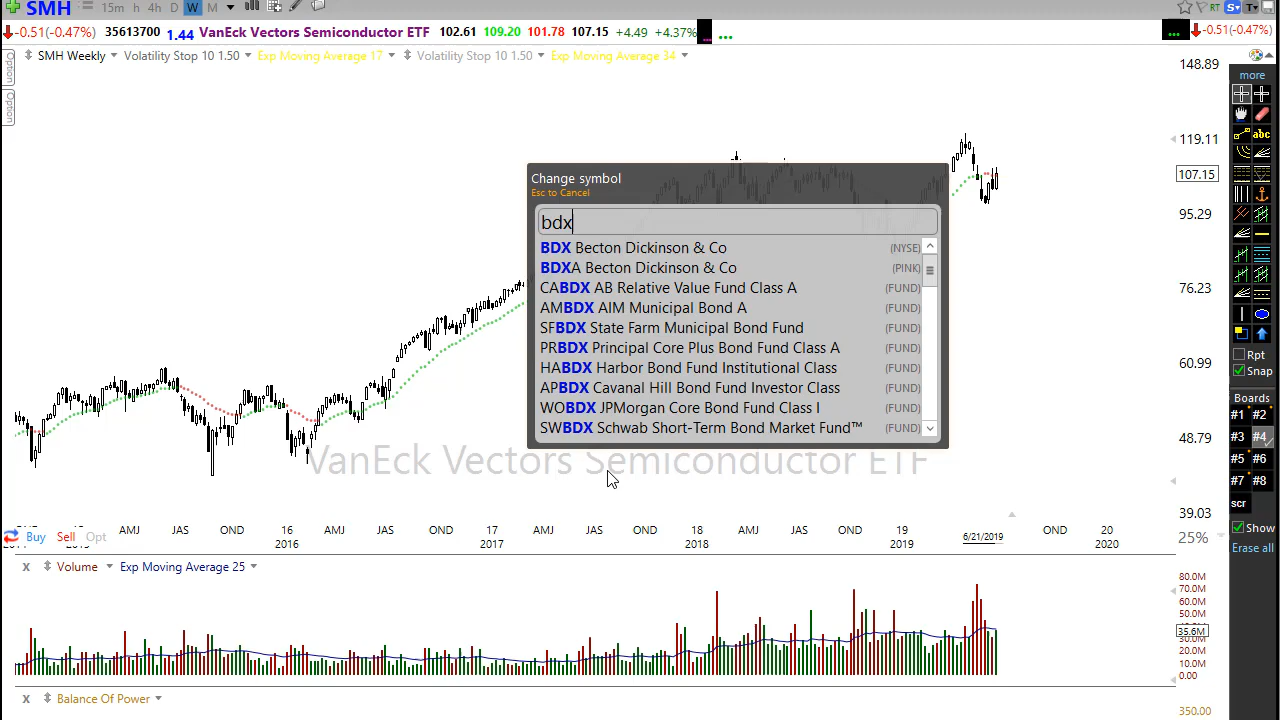 SMH 15m h 4h D W M RT S T
-0.51(-0.47%) 35613700 1.44 VanEck Vectors Semiconductor ETF 102.61 109.20 101.78 107.15 +4.49 +4.37% ... ... -0.51(-0.47%)
SMH Weekly Volatility Stop 10 1.50 Exp Moving Average 17 Volatility Stop 10 1.50 Exp Moving Average 34
Option
Option
148.89
119.11
107.15
95.29
76.23
60.99
48.79
39.03
25%
more
abc
Rpt
Snap
Boards
#1 #2
#3 #4
#5 #6
#7 #8
scr
Show
Erase all
Change symbol
Esc to Cancel
bdx
BDX Becton Dickinson & Co (NYSE)
BDXA Becton Dickinson & Co (PINK)
CABDX AB Relative Value Fund Class A (FUND)
AMBDX AIM Municipal Bond A (FUND)
SFBDX State Farm Municipal Bond Fund (FUND)
PRBDX Principal Core Plus Bond Fund Class A (FUND)
HABDX Harbor Bond Fund Institutional Class (FUND)
APBDX Cavanal Hill Bond Fund Investor Class (FUND)
WOBDX JPMorgan Core Bond Fund Class I (FUND)
SWBDX Schwab Short-Term Bond Market Fund™ (FUND)
VanEck Vectors Semiconductor ETF
AMJ JAS OND 16 AMJ JAS OND 17 AMJ JAS OND 18 AMJ JAS OND 19 OND 20
2016 2017 2018 2019 6/21/2019 2020
Buy Sell Opt
x Volume Exp Moving Average 25
80.0M
70.0M
60.0M
50.0M
35.6M
30.0M
20.0M
10.0M
0.00
x Balance Of Power
350.00